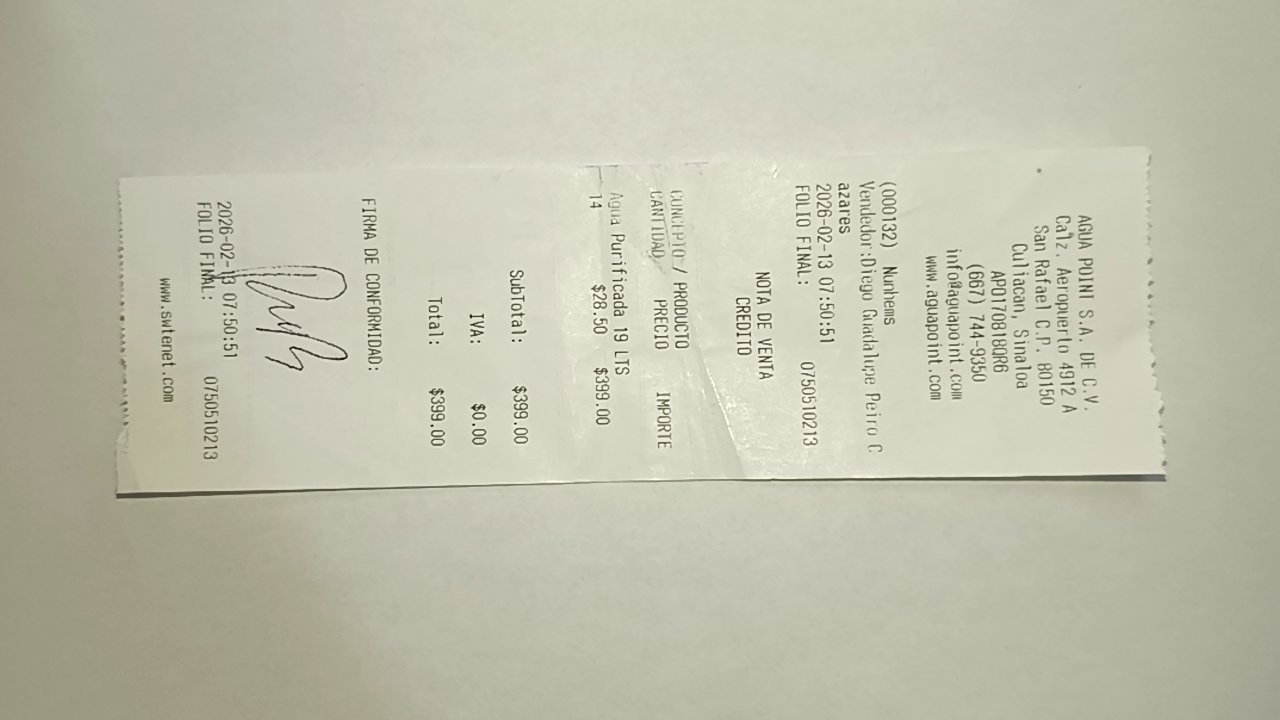 AGUA POINT S.A. DE C.V.
Calz. Aeropuerto 4912 A
San Rafael C.P. 80150
Culiacan, Sinaloa
APO170818QR6
(667) 744-9350
info@aguapoint.com
www.aguapoint.com
(000132) Nunhems
Vendedor:Diego Guadalupe Peiro C
azares
2026-02-13 07:50:51
FOLIO FINAL: 0750510213
NOTA DE VENTA
CREDITO
CONCEPTO / PRODUCTO
CANTIDAD PRECIO IMPORTE
Agua Purificada 19 LTS
14 $28.50 $399.00
SubTotal: $399.00
IVA: $0.00
Total: $399.00
FIRMA DE CONFORMIDAD:
2026-02-13 07:50:51
FOLIO FINAL: 0750510213
www.swtenet.com